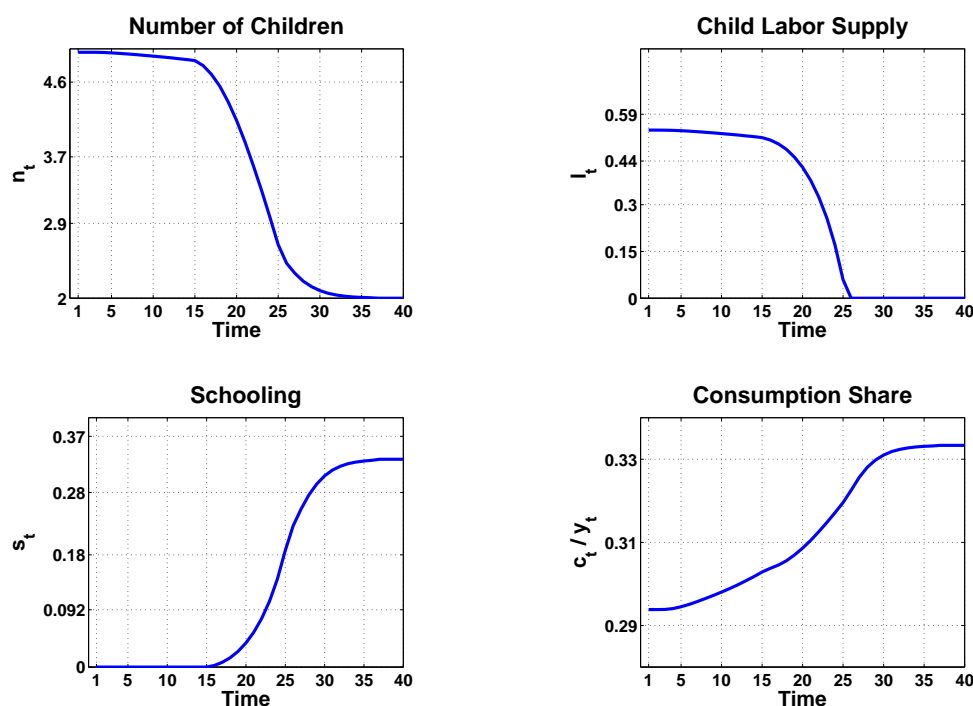 Number of Children
n_t
4.6
3.7
2.9
2
1 5 10 15 20 25 30 35 40
Time
Child Labor Supply
l_t
0.59
0.44
0.3
0.15
0
1 5 10 15 20 25 30 35 40
Time
Schooling
s_t
0.37
0.28
0.18
0.092
0
1 5 10 15 20 25 30 35 40
Time
Consumption Share
c_t / y_t
0.33
0.31
0.29
1 5 10 15 20 25 30 35 40
Time